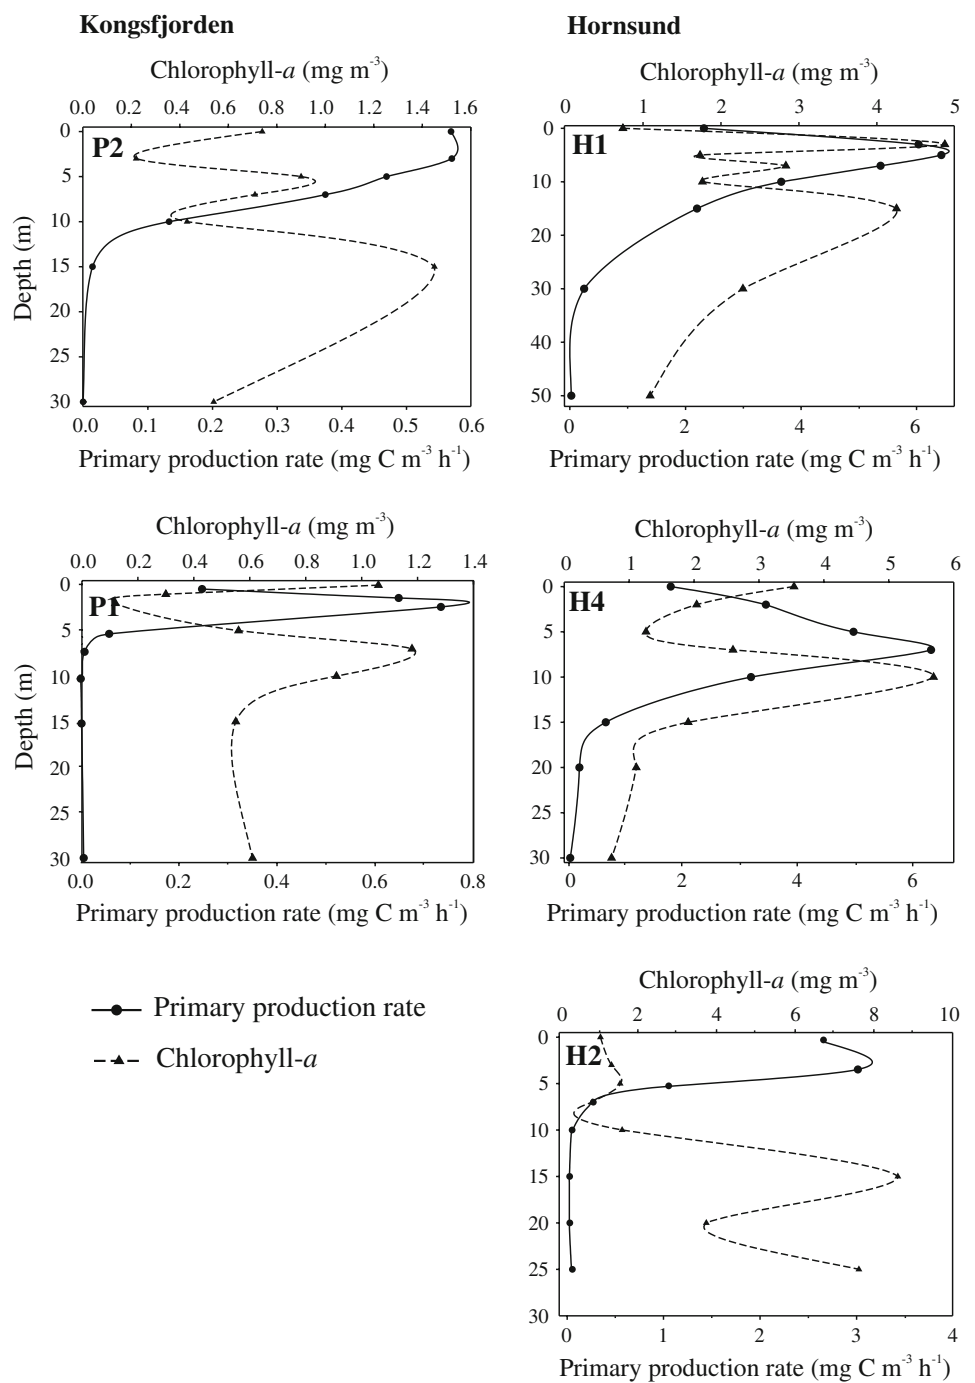 Kongsfjorden
Hornsund
Chlorophyll-a (mg m-3)
0.0 0.2 0.4 0.6 0.8 1.0 1.2 1.4 1.6
P2
Depth (m)
0
5
10
15
20
25
30
0.0 0.1 0.2 0.3 0.4 0.5 0.6
Primary production rate (mg C m-3 h-1)
Chlorophyll-a (mg m-3)
0 1 2 3 4 5
H1
0
10
20
30
40
50
0 2 4 6
Primary production rate (mg C m-3 h-1)
Chlorophyll-a (mg m-3)
0.0 0.2 0.4 0.6 0.8 1.0 1.2 1.4
P1
Depth (m)
0
5
10
15
20
25
30
0.0 0.2 0.4 0.6 0.8
Primary production rate (mg C m-3 h-1)
Chlorophyll-a (mg m-3)
0 1 2 3 4 5 6
H4
0
5
10
15
20
25
30
0 2 4 6
Primary production rate (mg C m-3 h-1)
Primary production rate
Chlorophyll-a
Chlorophyll-a (mg m-3)
0 2 4 6 8 10
H2
0
5
10
15
20
25
30
0 1 2 3 4
Primary production rate (mg C m-3 h-1)